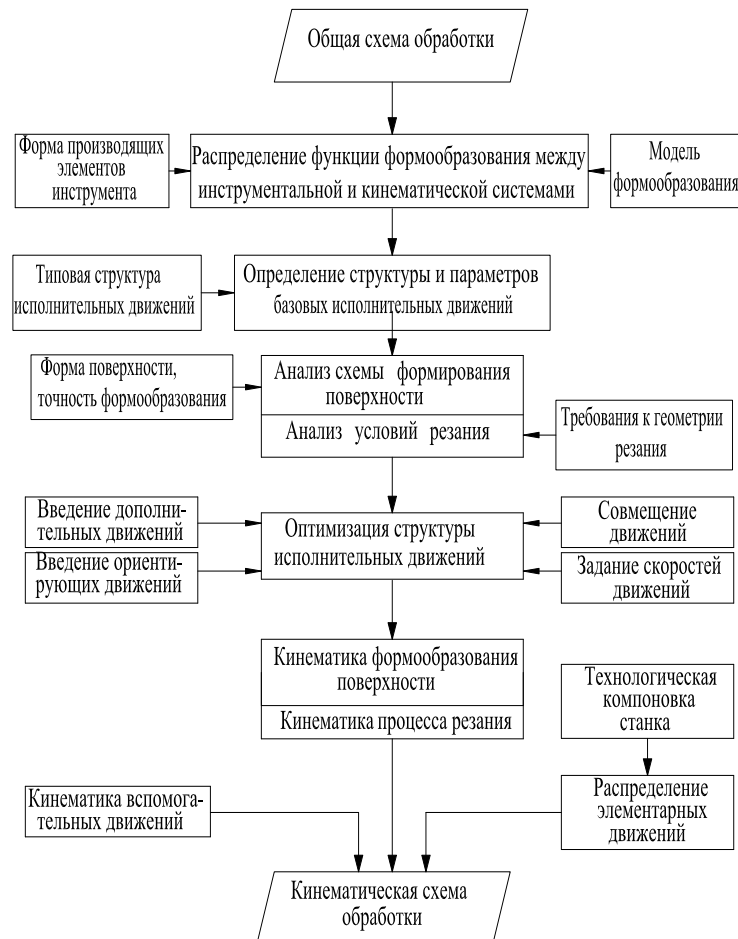 Общая схема обработки
Форма производящих
элементов
инструмента
Распределение функции формообразования между
инструментальной и кинематической системами
Модель
формообразования
Типовая структура
исполнительных движений
Определение структуры и параметров
базовых исполнительных движений
Форма поверхности,
точность формообразования
Анализ схемы формирования
поверхности
Анализ условий резания
Требования к геометрии
резания
Введение дополни-
тельных движений
Введение ориенти-
рующих движений
Оптимизация структуры
исполнительных движений
Совмещение
движений
Задание скоростей
движений
Кинематика формообразования
поверхности
Кинематика процесса резания
Технологическая
компоновка
станка
Кинематика вспомога-
тельных движений
Распределение
элементарных
движений
Кинематическая схема
обработки